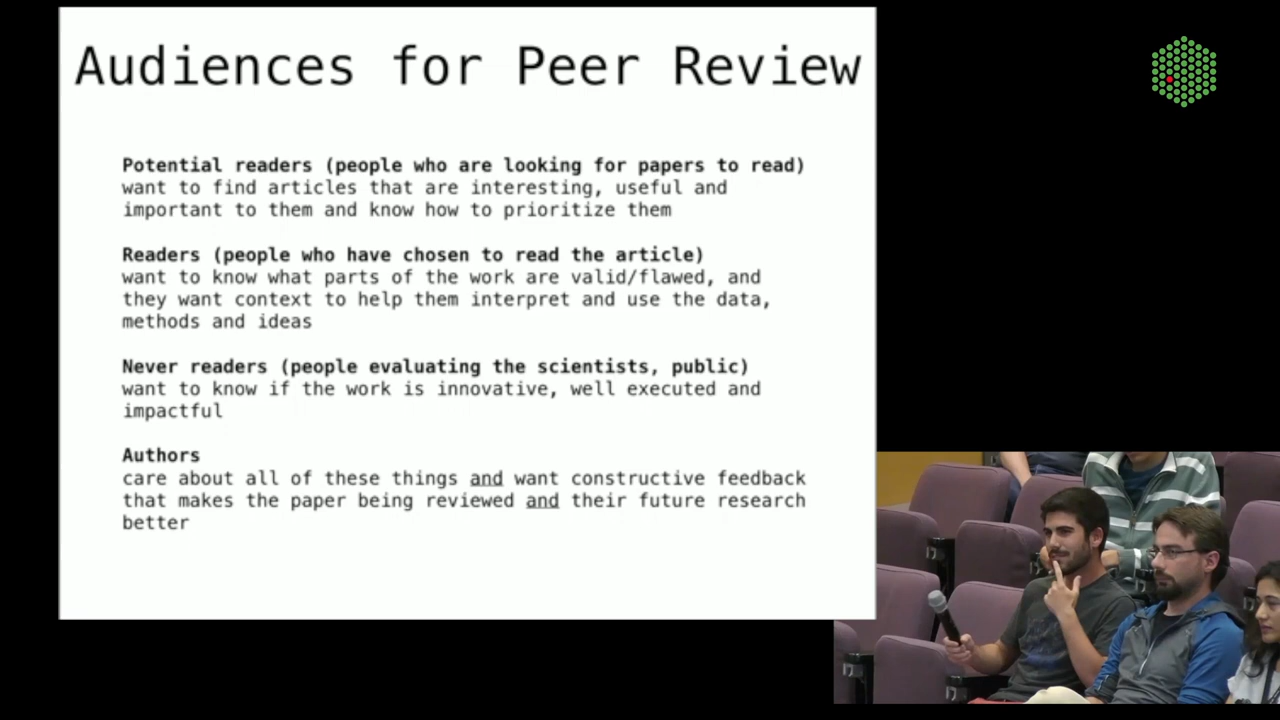 Audiences for Peer Review
Potential readers (people who are looking for papers to read)
want to find articles that are interesting, useful and
important to them and know how to prioritize them
Readers (people who have chosen to read the article)
want to know what parts of the work are valid/flawed, and
they want context to help them interpret and use the data,
methods and ideas
Never readers (people evaluating the scientists, public)
want to know if the work is innovative, well executed and
impactful
Authors
care about all of these things and want constructive feedback
that makes the paper being reviewed and their future research
better